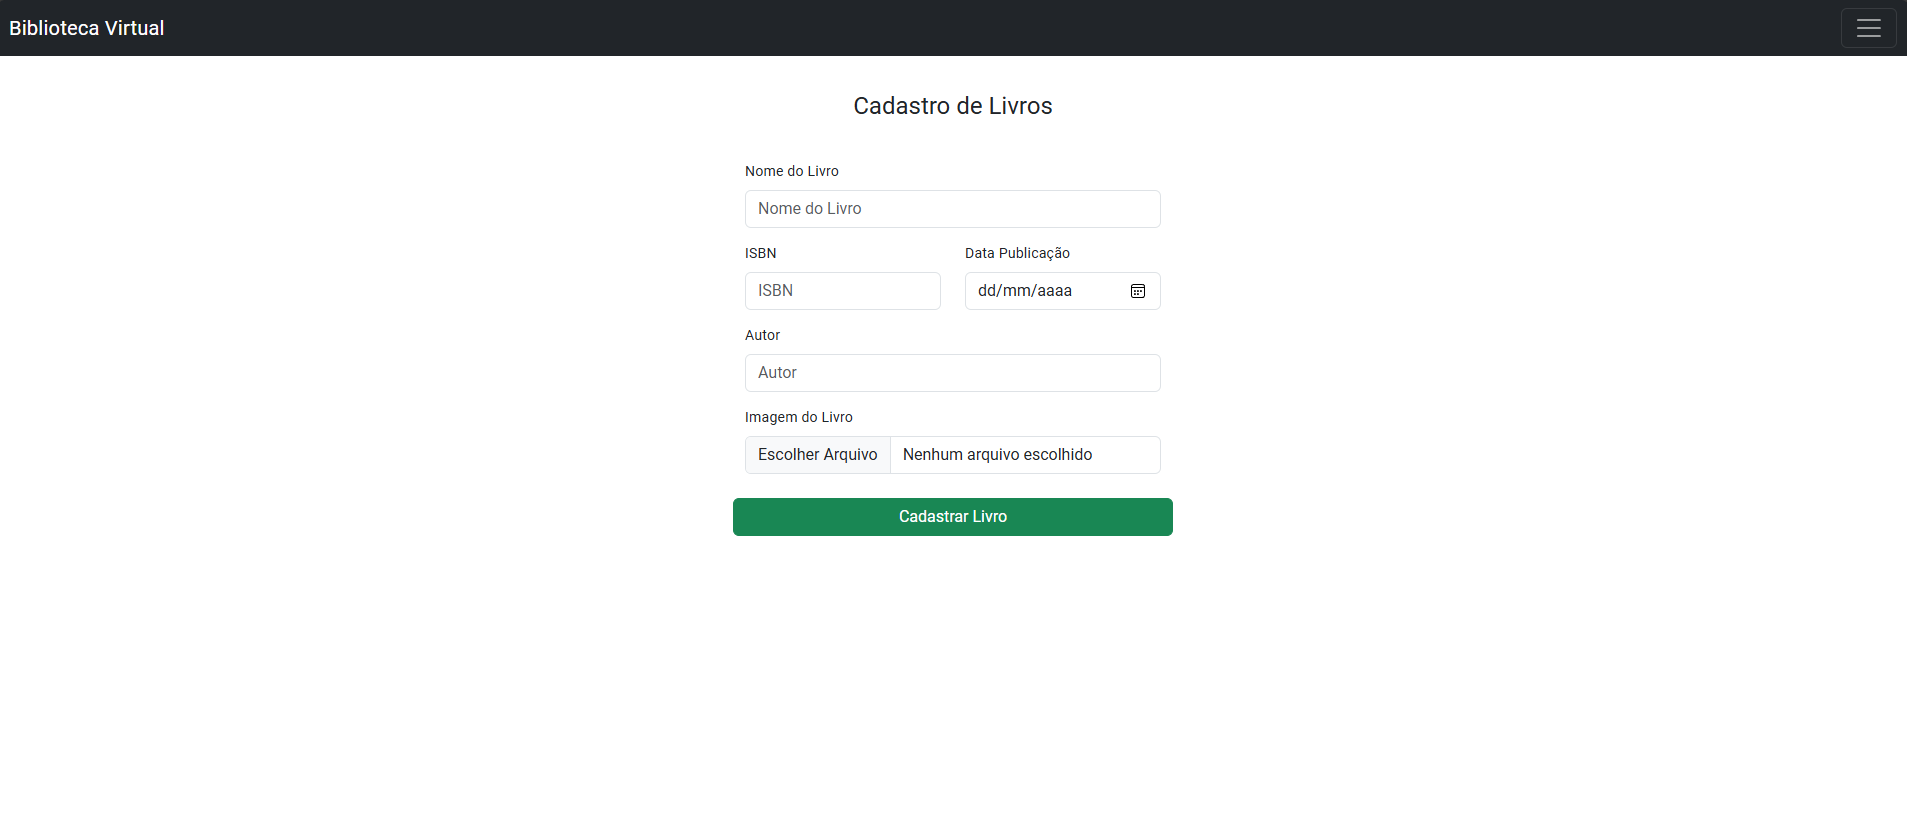 Biblioteca Virtual
Cadastro de Livros
Nome do Livro
Nome do Livro
ISBN Data Publicação
ISBN dd/mm/aaaa
Autor
Autor
Imagem do Livro
Escolher Arquivo Nenhum arquivo escolhido
Cadastrar Livro